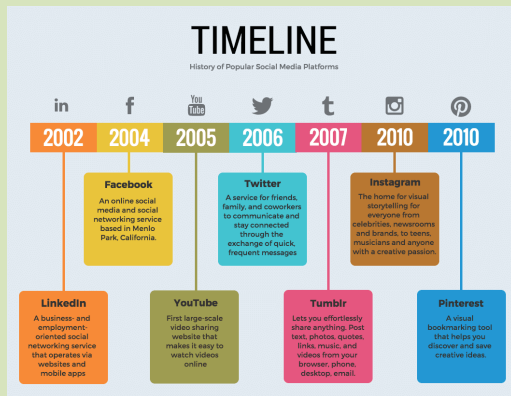 TIMELINE
History of Popular Social Media Platforms
in
f
You
Tube
t
2002
2004
2005
2006
2007
2010
2010
Facebook
An online social
media and social
networking service
based in Menlo
Park, California.
Twitter
A service for friends,
family, and coworkers
to communicate and
stay connected
through the
exchange of quick,
frequent messages
Instagram
The home for visual
storytelling for
everyone from
celebrities, newsrooms
and brands, to teens,
musicians and anyone
with a creative passion.
LinkedIn
A business- and
employment-
oriented social
networking service
that operates via
websites and
mobile apps
YouTube
First large-scale
video sharing
website that
makes it easy to
watch videos
online
Tumblr
Lets you effortlessly
share anything. Post
text, photos, quotes,
links, music, and
videos from your
browser, phone,
desktop, email.
Pinterest
A visual
bookmarking tool
that helps you
discover and save
creative ideas.